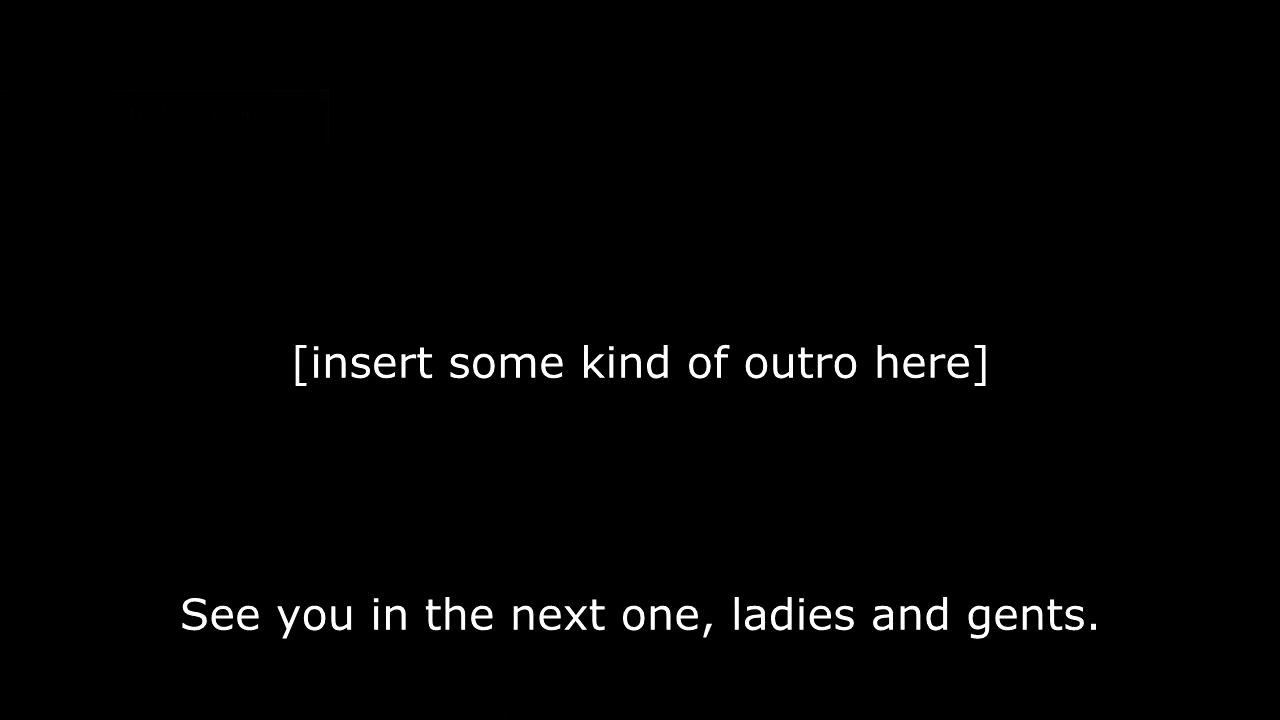 [insert some kind of outro here]
See you in the next one, ladies and gents.